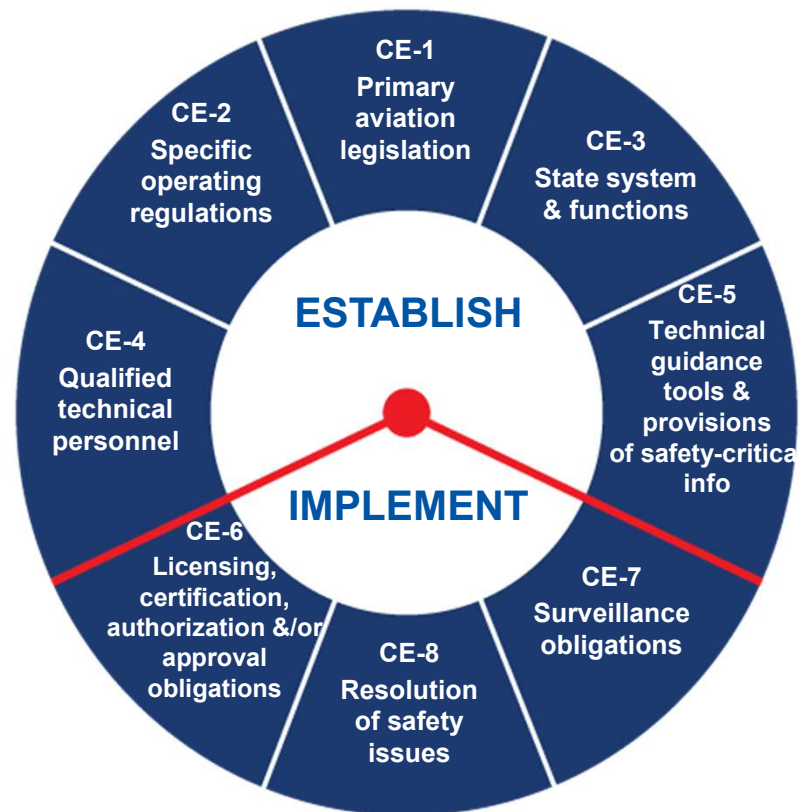 CE-1
Primary
aviation
legislation
CE-2
Specific
operating
regulations
CE-3
State system
& functions
CE-4
Qualified
technical
personnel
CE-5
Technical
guidance
tools &
provisions
of safety-critica
info
ESTABLISH
IMPLEMENT
CE-6
Licensing,
certification,
authorization &/or
approval
obligations
CE-7
Surveillance
obligations
CE-8
Resolution
of safety
issues